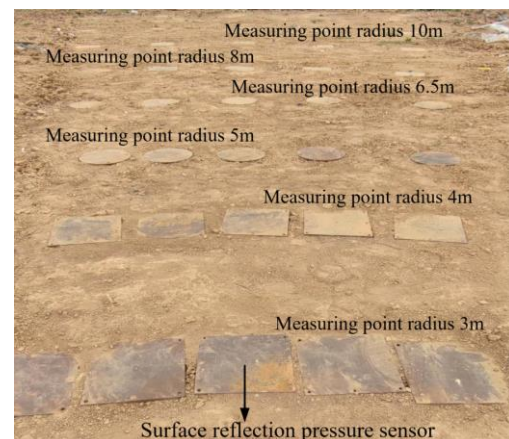 Measuring point radius 10m
Measuring point radius 8m
Measuring point radius 6.5m
Measuring point radius 5m
Measuring point radius 4m
Measuring point radius 3m
Surface reflection pressure sensor